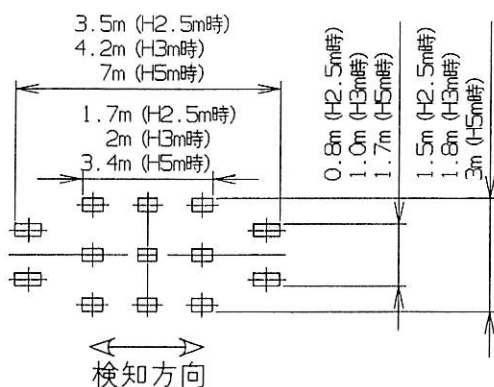 3.5m (H2.5m時)
4.2m (H3m時)
7m (H5m時)
1.7m (H2.5m時)
2m (H3m時)
3.4m (H5m時)
0.8m (H2.5m時)
1.0m (H3m時)
1.7m (H5m時)
1.5m (H2.5m時)
1.8m (H3m時)
3m (H5m時)
検知方向